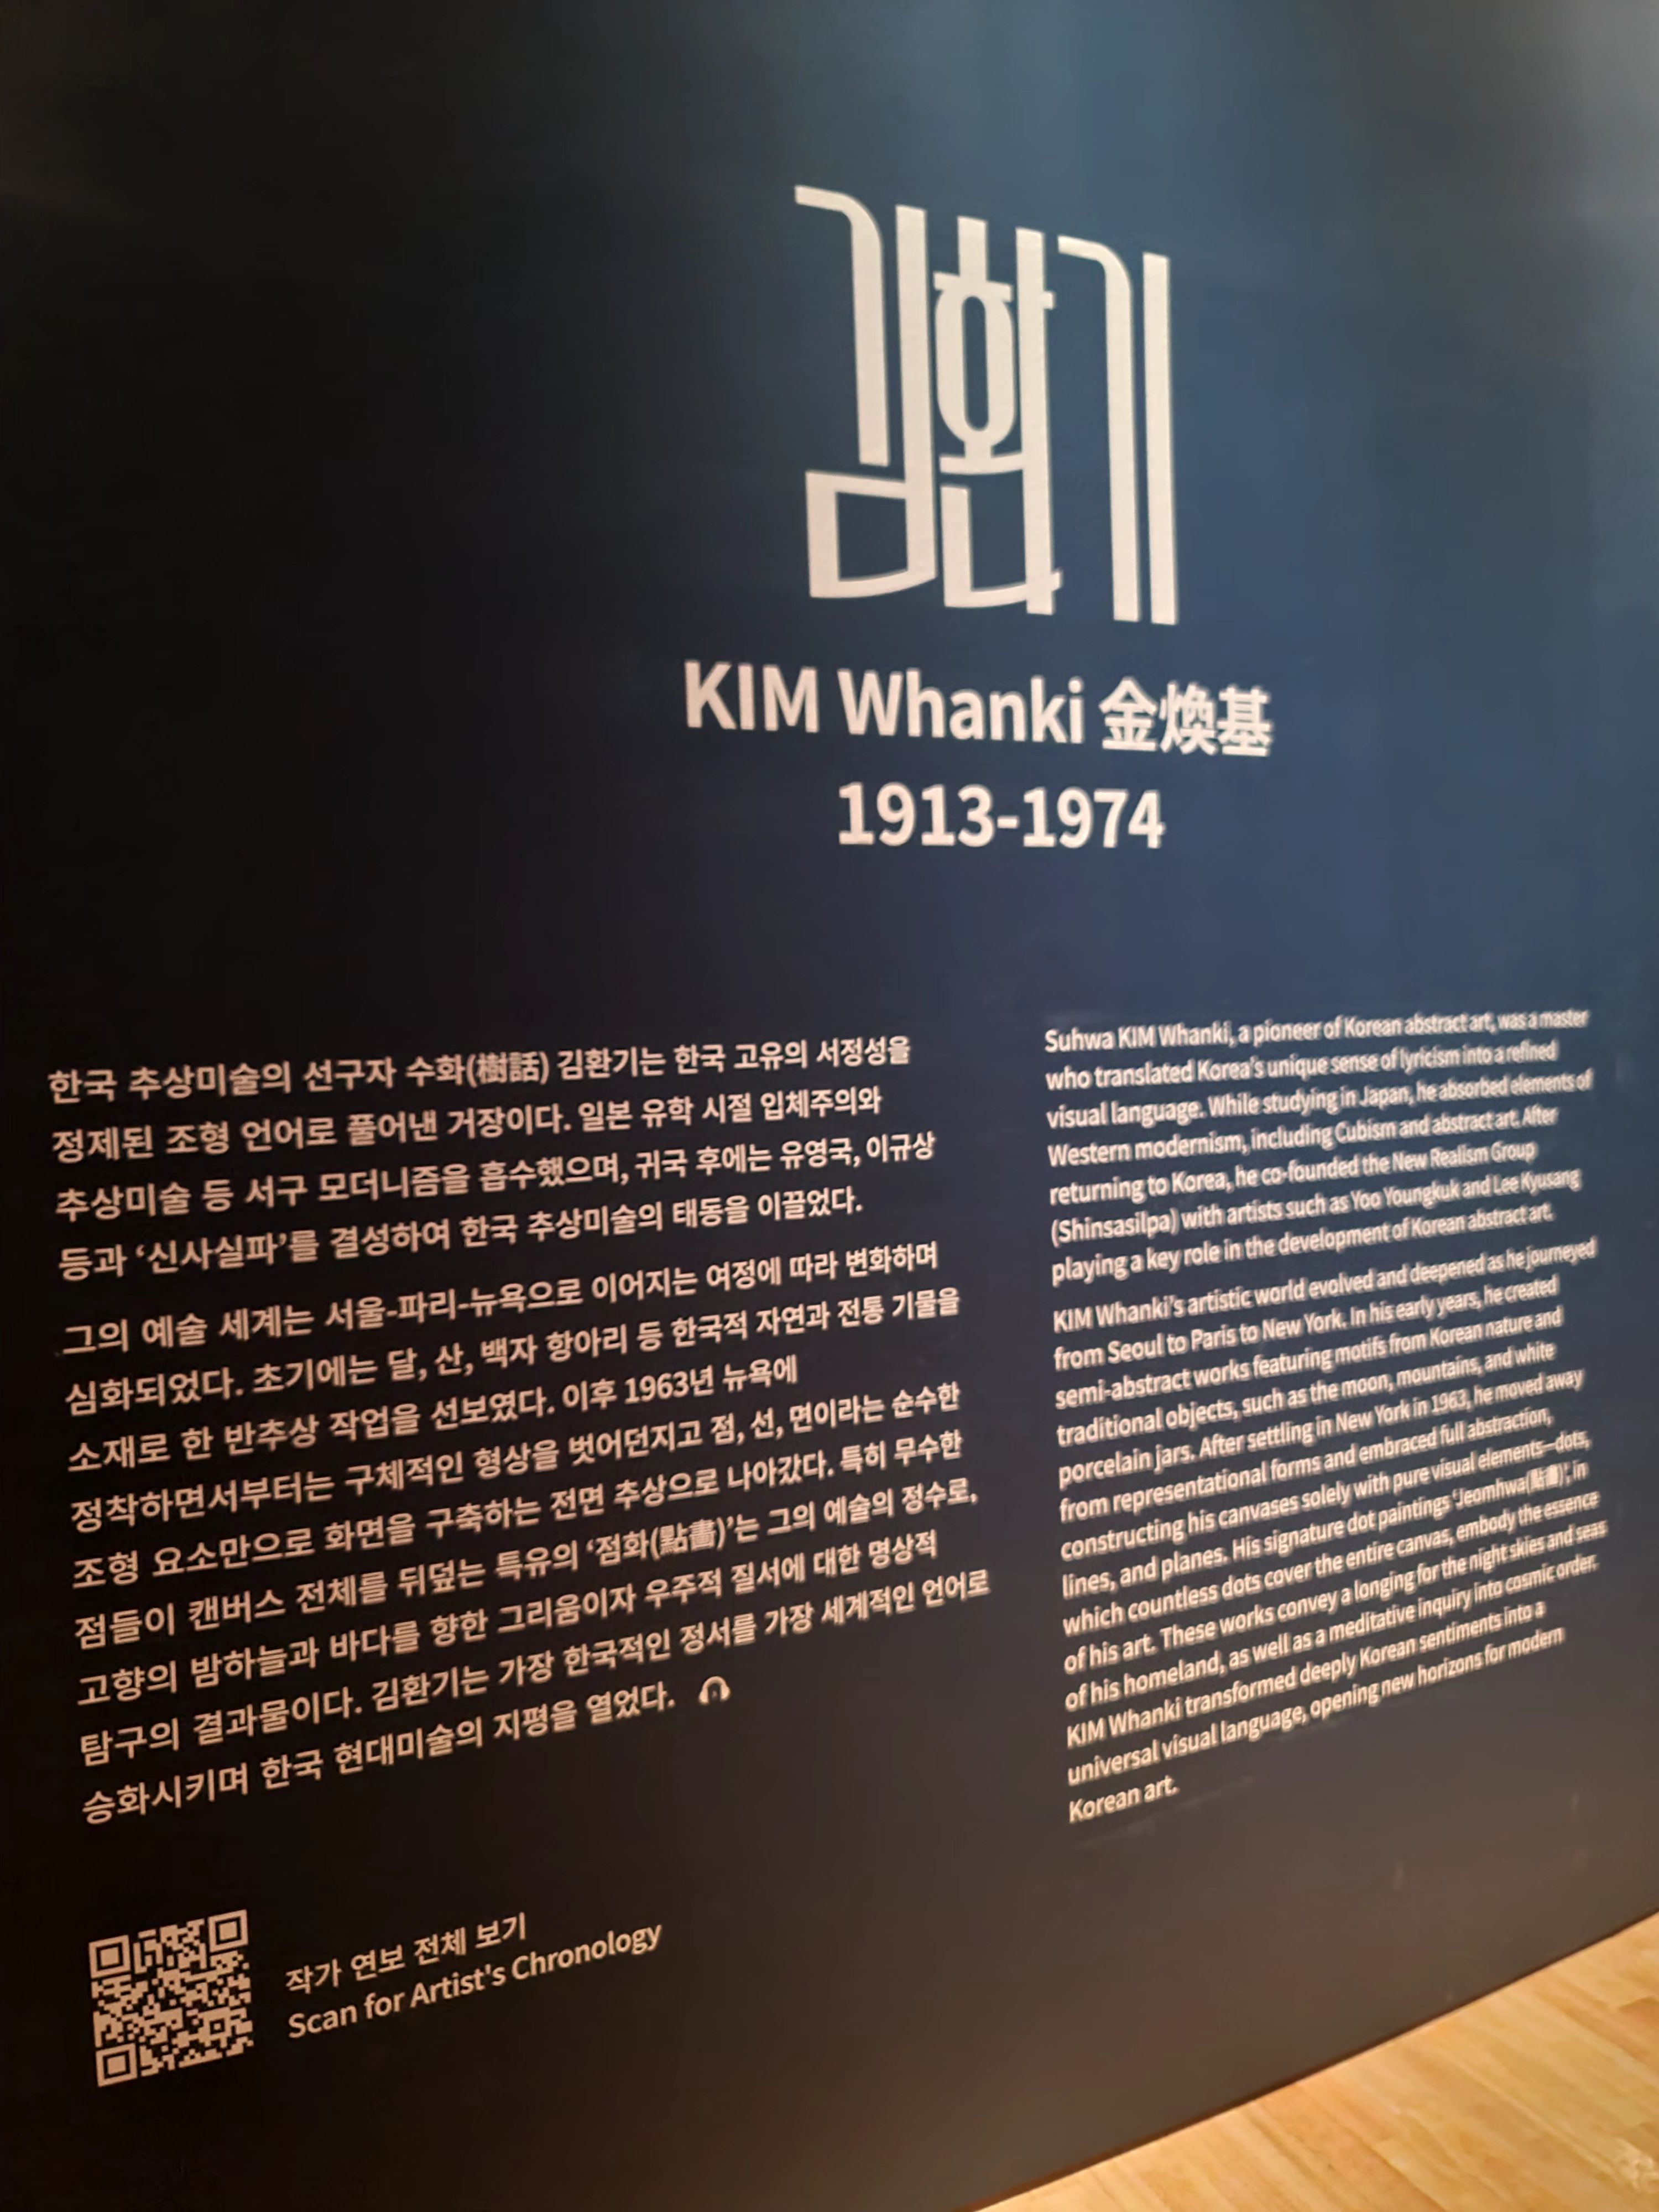 김환기
KIM Whanki 金煥基
1913-1974
한국 추상미술의 선구자 수화(樹話) 김환기는 한국 고유의 서정성을
정제된 조형 언어로 풀어낸 거장이다. 일본 유학 시절 입체주의와
추상미술 등 서구 모더니즘을 흡수했으며, 귀국 후에는 유영국, 이규상
등과 ‘신사실파’를 결성하여 한국 추상미술의 태동을 이끌었다.
그의 예술 세계는 서울-파리-뉴욕으로 이어지는 여정에 따라 변화하며
심화되었다. 초기에는 달, 산, 백자 항아리 등 한국적 자연과 전통 기물을
소재로 한 반추상 작업을 선보였다. 이후 1963년 뉴욕에
정착하면서부터는 구체적인 형상을 벗어던지고 점, 선, 면이라는 순수한
조형 요소만으로 화면을 구축하는 전면 추상으로 나아갔다. 특히 무수한
점들이 캔버스 전체를 뒤덮는 특유의 ‘점화(點畵)’는 그의 예술의 정수로,
고향의 밤하늘과 바다를 향한 그리움이자 우주적 질서에 대한 명상적
탐구의 결과물이다. 김환기는 가장 한국적인 정서를 가장 세계적인 언어로
승화시키며 한국 현대미술의 지평을 열었다.
Suhwa KIM Whanki, a pioneer of Korean abstract art, was a master
who translated Korea’s unique sense of lyricism into a refined
visual language. While studying in Japan, he absorbed elements of
Western modernism, including Cubism and abstract art. After
returning to Korea, he co-founded the New Realism Group
(Shinsasilpa) with artists such as Yoo Youngkuk and Lee Kyusang
playing a key role in the development of Korean abstract art.
KIM Whanki’s artistic world evolved and deepened as he journeyed
from Seoul to Paris to New York. In his early years, he created
semi-abstract works featuring motifs from Korean nature and
traditional objects, such as the moon, mountains, and white
porcelain jars. After settling in New York in 1963, he moved away
from representational forms and embraced full abstraction,
constructing his canvases solely with pure visual elements—dots,
lines, and planes. His signature dot paintings ‘Jeomhwa(點畵)’, in
which countless dots cover the entire canvas, embody the essence
of his art. These works convey a longing for the night skies and seas
of his homeland, as well as a meditative inquiry into cosmic order.
KIM Whanki transformed deeply Korean sentiments into a
universal visual language, opening new horizons for modern
Korean art.
작가 연보 전체 보기
Scan for Artist's Chronology